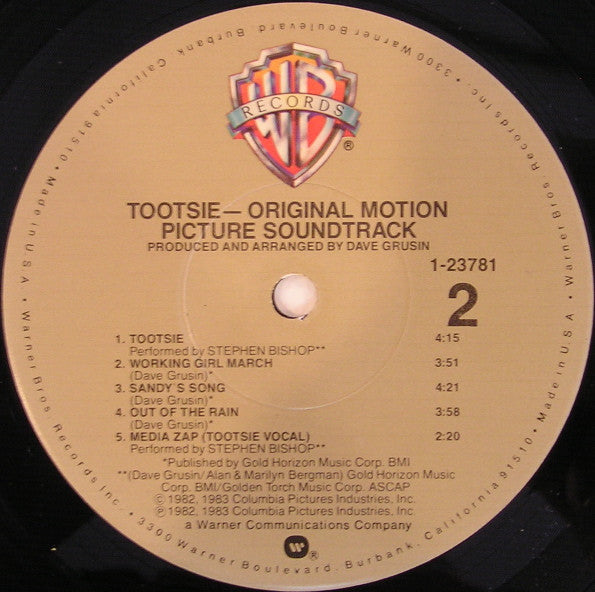 3300 Warner Boulevard, Burbank, California 91510 • Made in U.S.A. • Warner Bros. Records Inc. • 3300 Warner Boulevard, Burbank, California 91510 • Made in U.S.A. • Warner Bros. Records Inc. •
WB
RECORDS
®
TOOTSIE— ORIGINAL MOTION
PICTURE SOUNDTRACK
PRODUCED AND ARRANGED BY DAVE GRUSIN
1-23781
2
1. TOOTSIE 4:15
Performed by STEPHEN BISHOP**
2. WORKING GIRL MARCH 3:51
(Dave Grusin)*
3. SANDY'S SONG 4:21
(Dave Grusin)*
4. OUT OF THE RAIN 3:58
(Dave Grusin)*
5. MEDIA ZAP (TOOTSIE VOCAL) 2:20
Performed by STEPHEN BISHOP**
*Published by Gold Horizon Music Corp. BMI
**(Dave Grusin/Alan & Marilyn Bergman) Gold Horizon Music
Corp. BMI/Golden Torch Music Corp. ASCAP
© 1982, 1983 Columbia Pictures Industries, Inc.
℗ 1982, 1983 Columbia Pictures Industries, Inc.
a Warner Communications Company
®